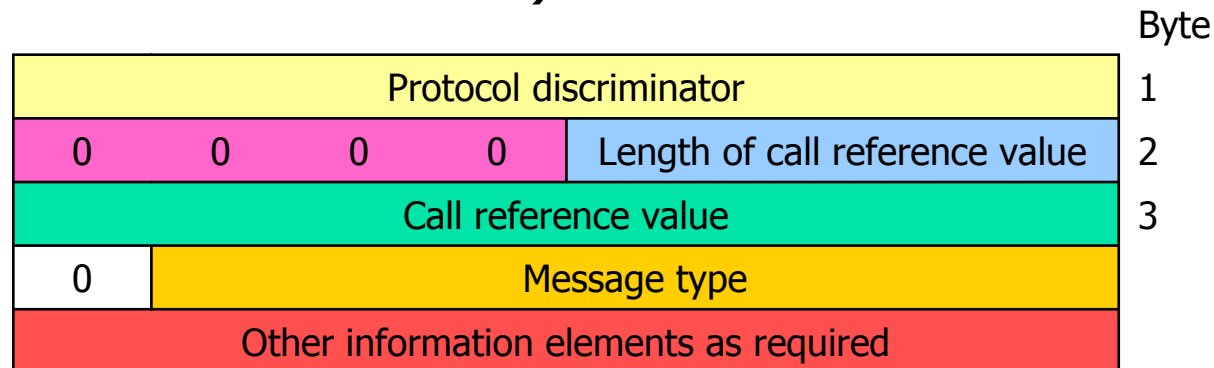 Byte
Protocol discriminator 1
0 0 0 0 Length of call reference value 2
Call reference value 3
0 Message type
Other information elements as required